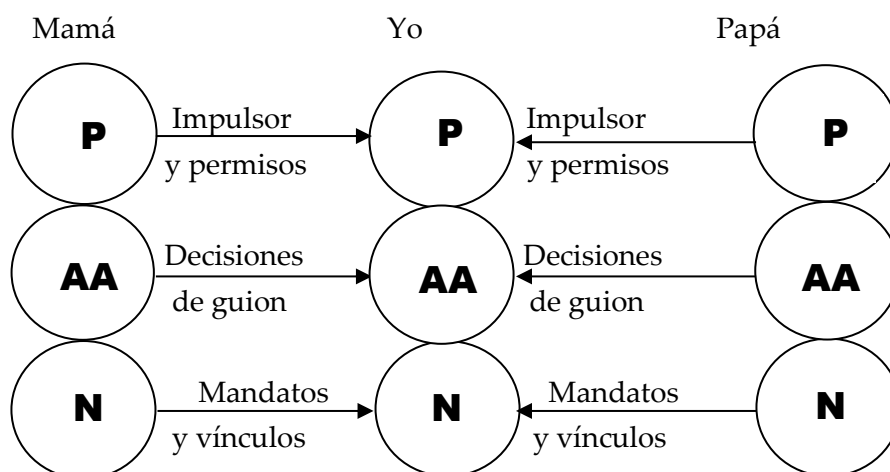 Mamá Yo Papá
P Impulsor P Impulsor P
y permisos y permisos
AA Decisiones AA Decisiones AA
de guion de guion
N Mandatos N Mandatos N
y vínculos y vínculos